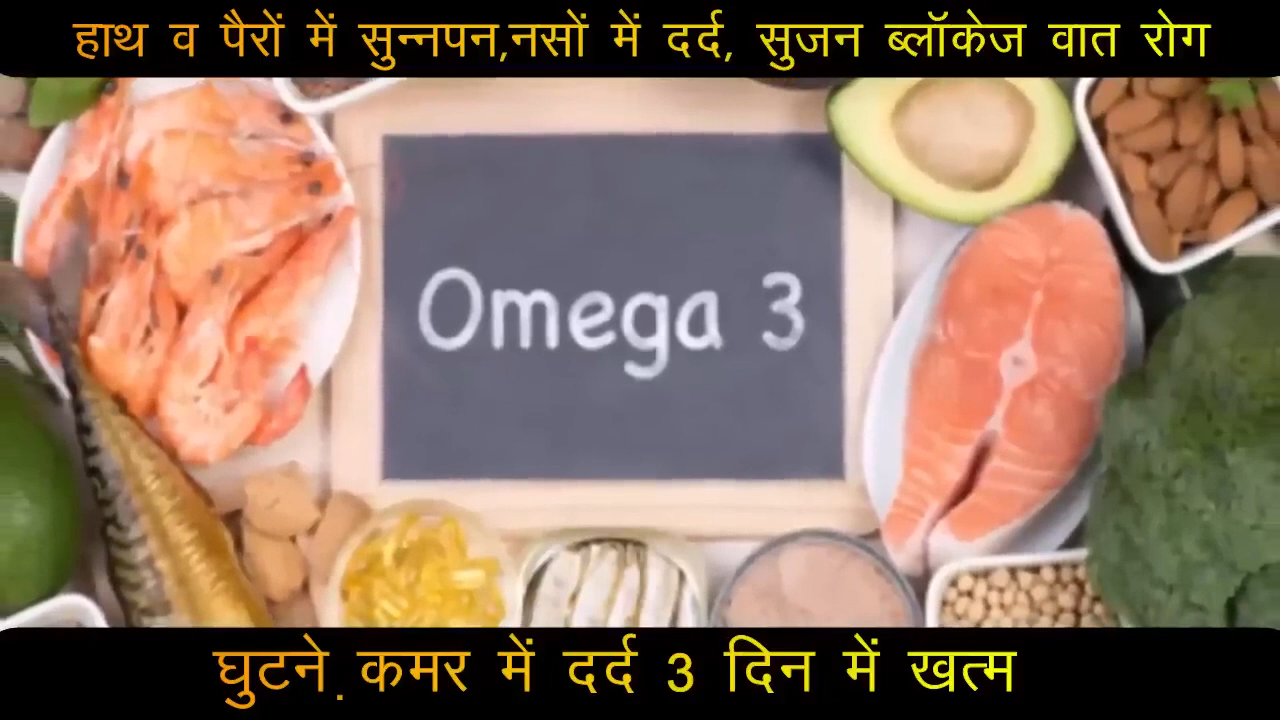 हाथ व पैरों में सुन्नपन,नसों में दर्द, सुजन ब्लॉकेज वात रोग
Omega 3
घुटने . कमर में दर्द 3 दिन में खत्म